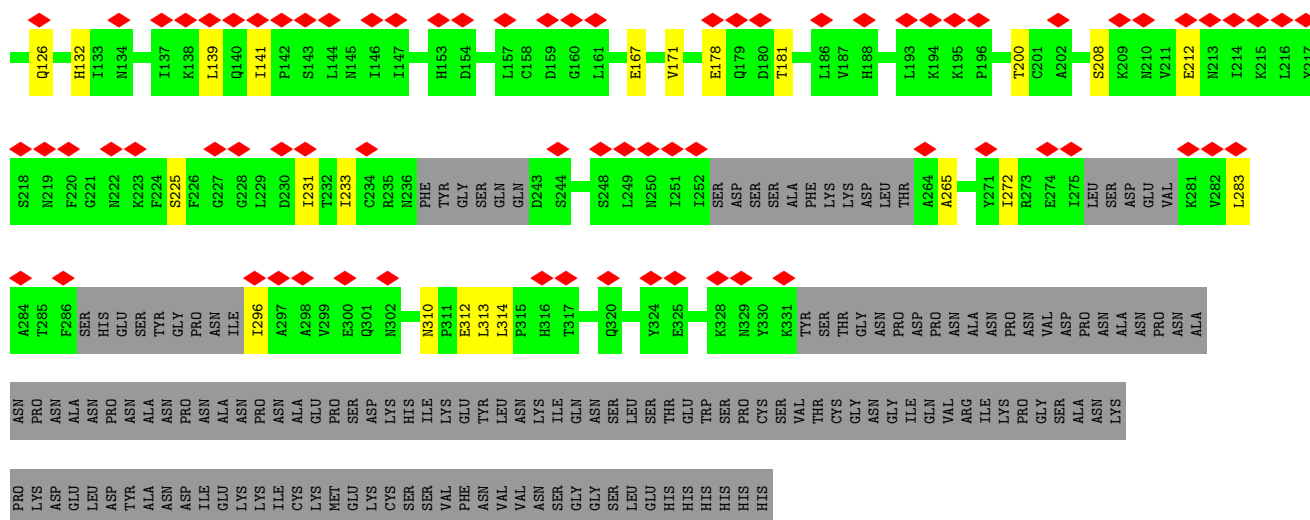 Q126 H132 I133 N134 I137 K138 L139 Q140 I141 P142 S143 L144 N145 I146 I147 H153 D154 L157 C158 D159 G160 L161 E167 V171 E178 Q179 D180 T181 L186 V187 H188 L193 K194 K195 P196 T200 C201 A202 S208 K209 N210 V211 E212 N213 I214 K215 L216 Y217
S218 N219 F220 G221 N222 K223 F224 S225 F226 G227 G228 L229 D230 I231 T232 I233 C234 R235 N236 PHE TYR GLY SER GLN GLN D243 S244 S248 L249 N250 I251 I252 SER ASP SER SER ALA PHE LYS LYS ASP LEU THR A264 A265 Y271 I272 R273 E274 I275 LEU SER ASP GLU VAL K281 V282 L283
A284 T285 F286 SER HIS GLU SER TYR GLY PRO ASN ILE I296 A297 A298 V299 E300 Q301 N302 N310 P311 E312 L313 L314 P315 H316 T317 Q320 Y324 E325 K328 N329 Y330 K331 TYR SER THR GLY ASN PRO ASP PRO ASN ALA ASN PRO ASN VAL ASP PRO ASN ALA ASN PRO ASN ALA
ASN PRO ASN ALA ASN PRO ASN ALA ASN PRO ASN ALA ASN PRO ASN ALA GLU PRO SER ASP LYS HIS ILE LYS GLU TYR LEU ASN LYS ILE GLN ASN SER LEU SER THR GLU TRP SER PRO CYS SER VAL THR CYS GLY ASN GLY ILE GLN VAL ARG ILE LYS PRO GLY SER ALA ASN LYS
PRO LYS ASP GLU LEU ASP TYR ALA ASN ASP ILE GLU LYS LYS ILE CYS LYS MET GLU LYS CYS SER SER VAL PHE ASN VAL VAL ASN SER GLY GLY SER LEU GLU HIS HIS HIS HIS HIS HIS